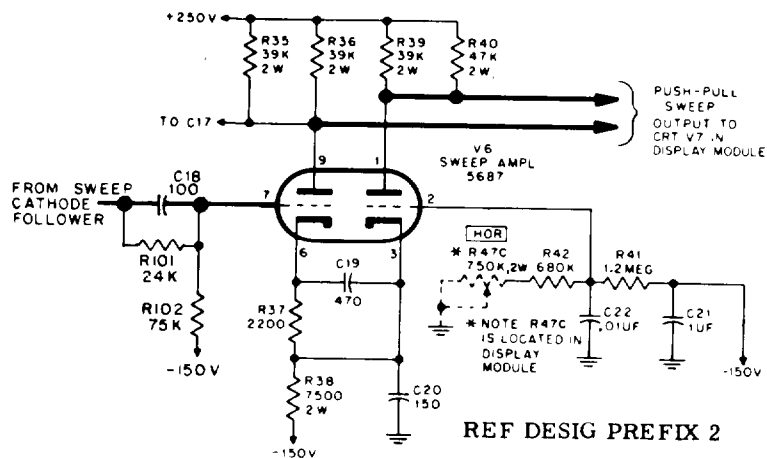 +250V
R35
39K
2W
R36
39K
2W
R39
39K
2W
R40
47K
2W
TO C17
PUSH-PULL
SWEEP
OUTPUT TO
CRT V7 IN
DISPLAY MODULE
V6
SWEEP AMPL
5687
9
1
7
2
6
3
FROM SWEEP
CATHODE
FOLLOWER
C18
100
R101
24K
R102
75K
-150V
C19
470
R37
2200
R38
7500
2W
-150V
C20
150
HOR
* R47C
750K,2W
R42
680K
R41
1.2MEG
* NOTE R47C
IS LOCATED IN
DISPLAY
MODULE
C22
.01UF
C21
.1UF
-150V
REF DESIG PREFIX 2